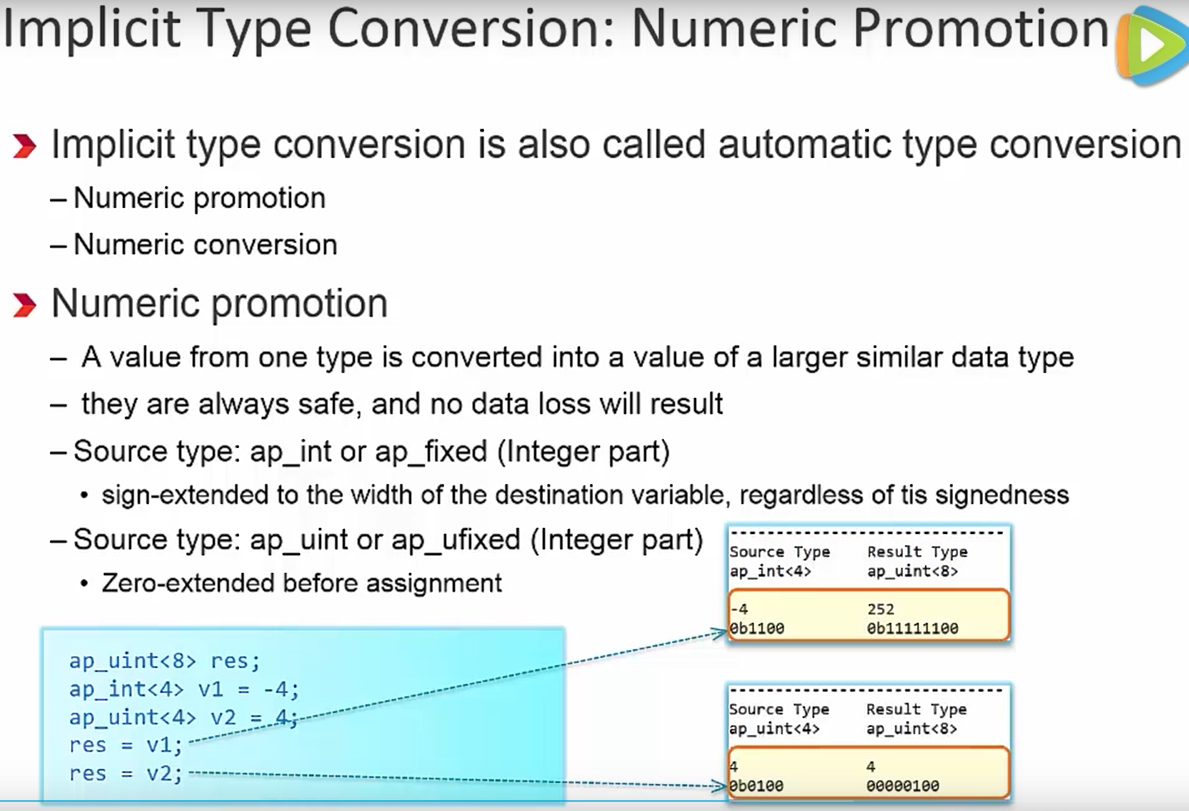 Implicit Type Conversion: Numeric Promotion
Implicit type conversion is also called automatic type conversion
– Numeric promotion
– Numeric conversion
Numeric promotion
– A value from one type is converted into a value of a larger similar data type
– they are always safe, and no data loss will result
– Source type: ap_int or ap_fixed (Integer part)
• sign-extended to the width of the destination variable, regardless of tis signedness
– Source type: ap_uint or ap_ufixed (Integer part)
• Zero-extended before assignment
ap_uint<8> res;
ap_int<4> v1 = -4;
ap_uint<4> v2 = 4;
res = v1;
res = v2;
Source Type Result Type
ap_int<4> ap_uint<8>
-4 252
0b1100 0b11111100
Source Type Result Type
ap_uint<4> ap_uint<8>
4 4
0b0100 00000100